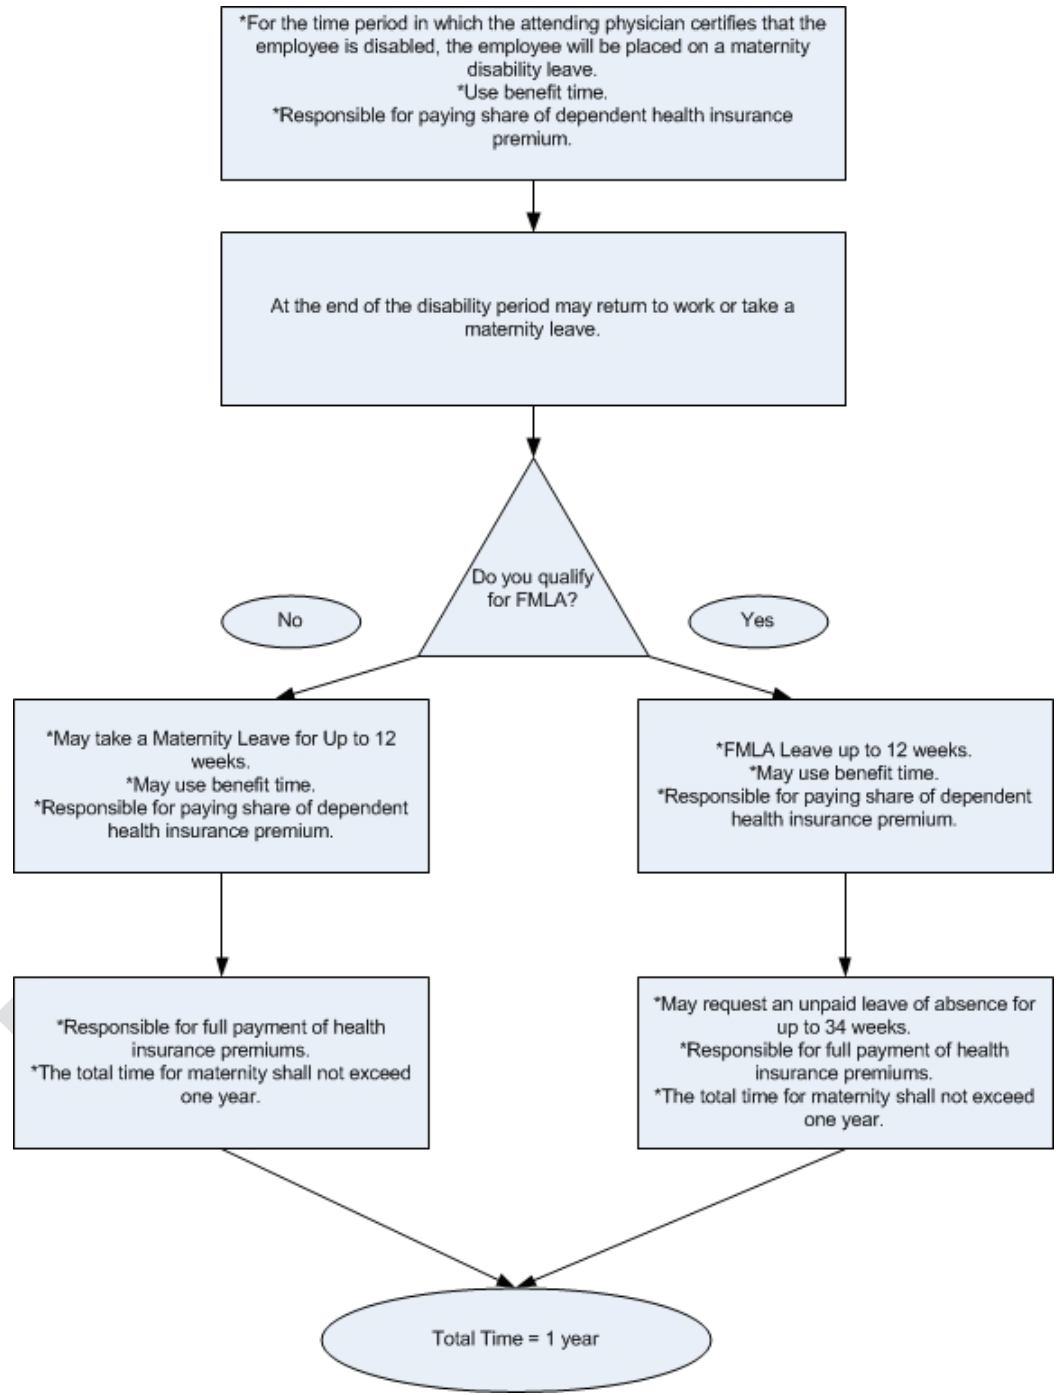 *For the time period in which the attending physician certifies that the
employee is disabled, the employee will be placed on a maternity
disability leave.
*Use benefit time.
*Responsible for paying share of dependent health insurance
premium.
At the end of the disability period may return to work or take a
maternity leave.
Do you qualify
for FMLA?
No
Yes
*May take a Maternity Leave for Up to 12
weeks.
*May use benefit time.
*Responsible for paying share of dependent
health insurance premium.
*FMLA Leave up to 12 weeks.
*May use benefit time.
*Responsible for paying share of dependent
health insurance premium.
*Responsible for full payment of health
insurance premiums.
*The total time for maternity shall not exceed
one year.
*May request an unpaid leave of absence for
up to 34 weeks.
*Responsible for full payment of health
insurance premiums.
*The total time for maternity shall not exceed
one year.
Total Time = 1 year